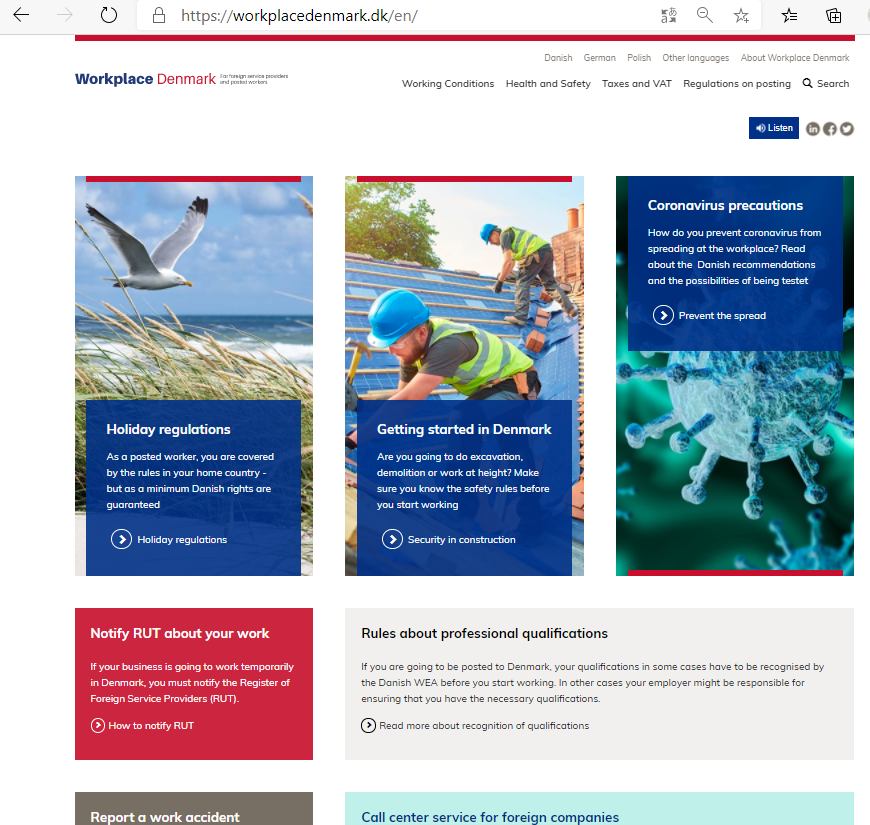 https://workplacedenmark.dk/en/
Danish German Polish Other languages About Workplace Denmark
Workplace Denmark For foreign service providers
and posted workers
Working Conditions Health and Safety Taxes and VAT Regulations on posting Search
Listen
Holiday regulations
As a posted worker, you are covered
by the rules in your home country -
but as a minimum Danish rights are
guaranteed
Holiday regulations
Getting started in Denmark
Are you going to do excavation,
demolition or work at height? Make
sure you know the safety rules before
you start working
Security in construction
Coronavirus precautions
How do you prevent coronavirus from
spreading at the workplace? Read
about the Danish recommendations
and the possibilities of being testet
Prevent the spread
Notify RUT about your work
If your business is going to work temporarily
in Denmark, you must notify the Register of
Foreign Service Providers (RUT).
How to notify RUT
Rules about professional qualifications
If you are going to be posted to Denmark, your qualifications in some cases have to be recognised by
the Danish WEA before you start working. In other cases your employer might be responsible for
ensuring that you have the necessary qualifications.
Read more about recognition of qualifications
Report a work accident
Call center service for foreign companies